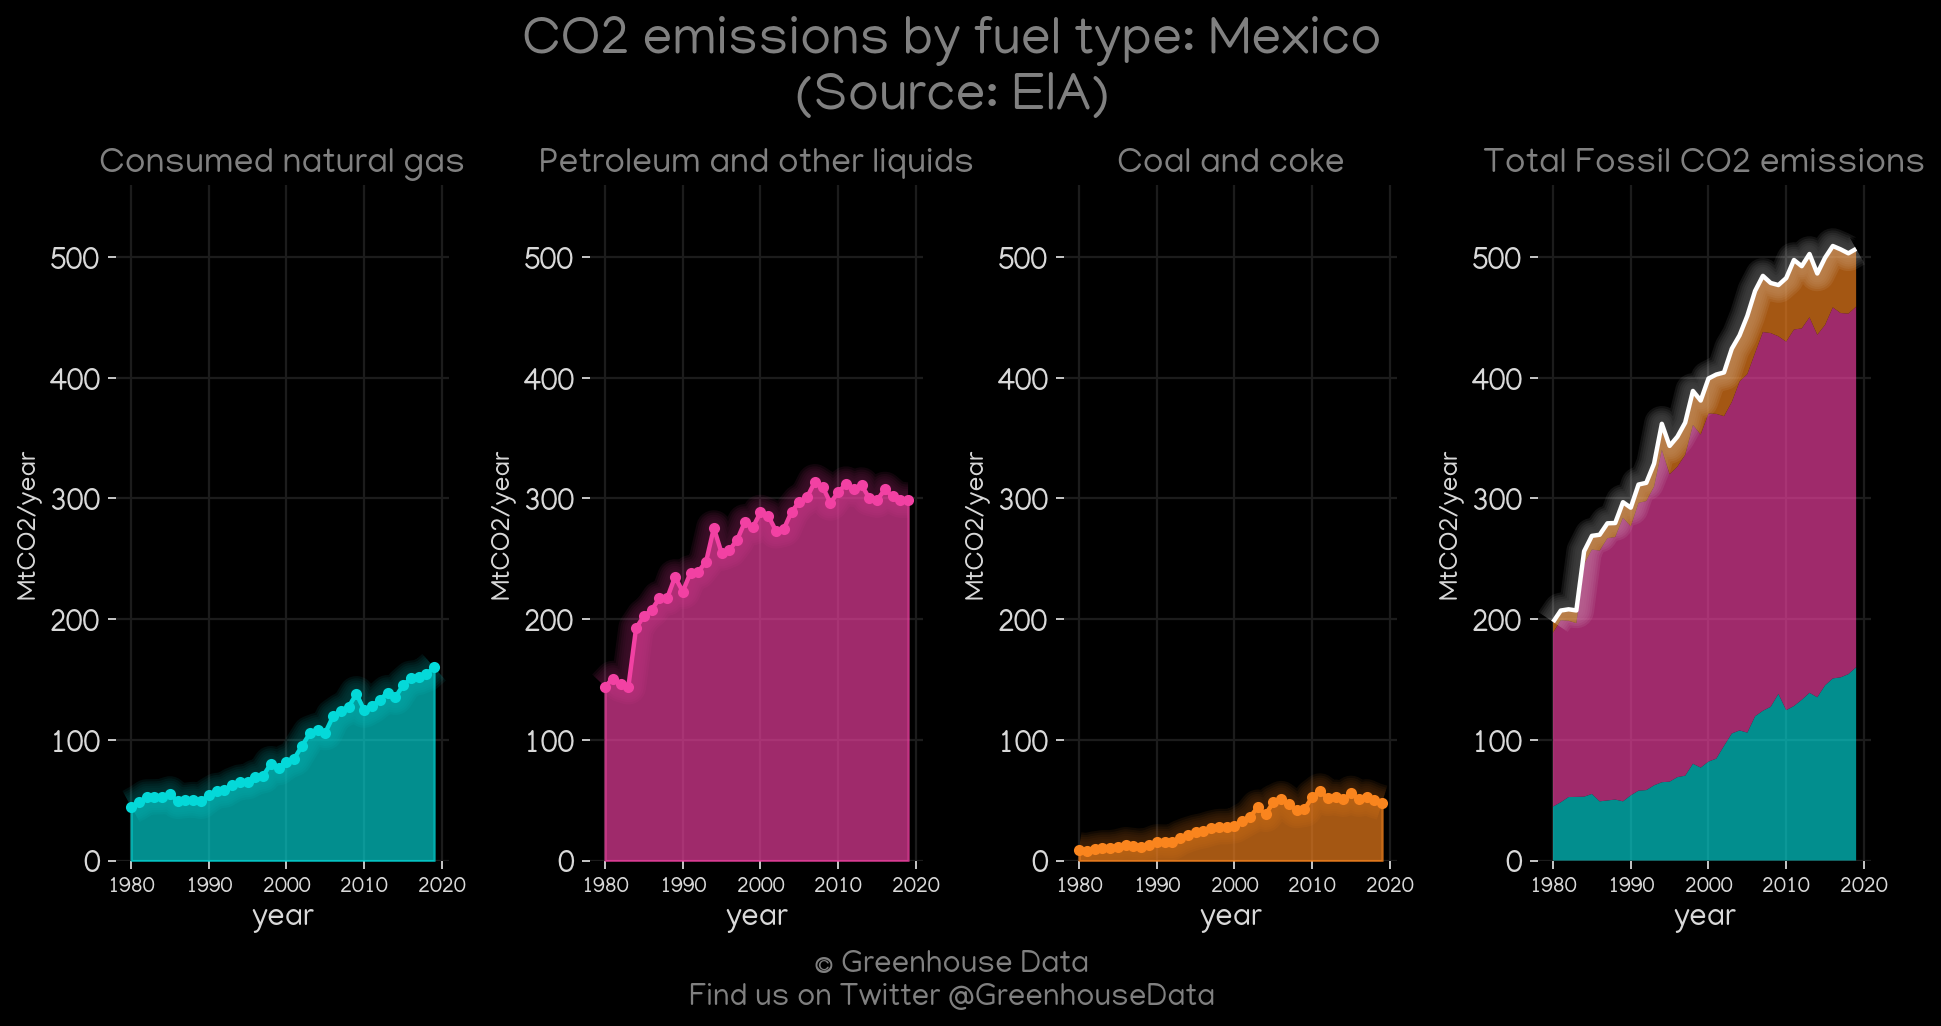 CO2 emissions by fuel type: Mexico
(Source: EIA)
Consumed natural gas
Petroleum and other liquids
Coal and coke
Total Fossil CO2 emissions
MtCO2/year
500
400
300
200
100
0
1980 1990 2000 2010 2020
year
MtCO2/year
500
400
300
200
100
0
1980 1990 2000 2010 2020
year
MtCO2/year
500
400
300
200
100
0
1980 1990 2000 2010 2020
year
MtCO2/year
500
400
300
200
100
0
1980 1990 2000 2010 2020
year
© Greenhouse Data
Find us on Twitter @GreenhouseData